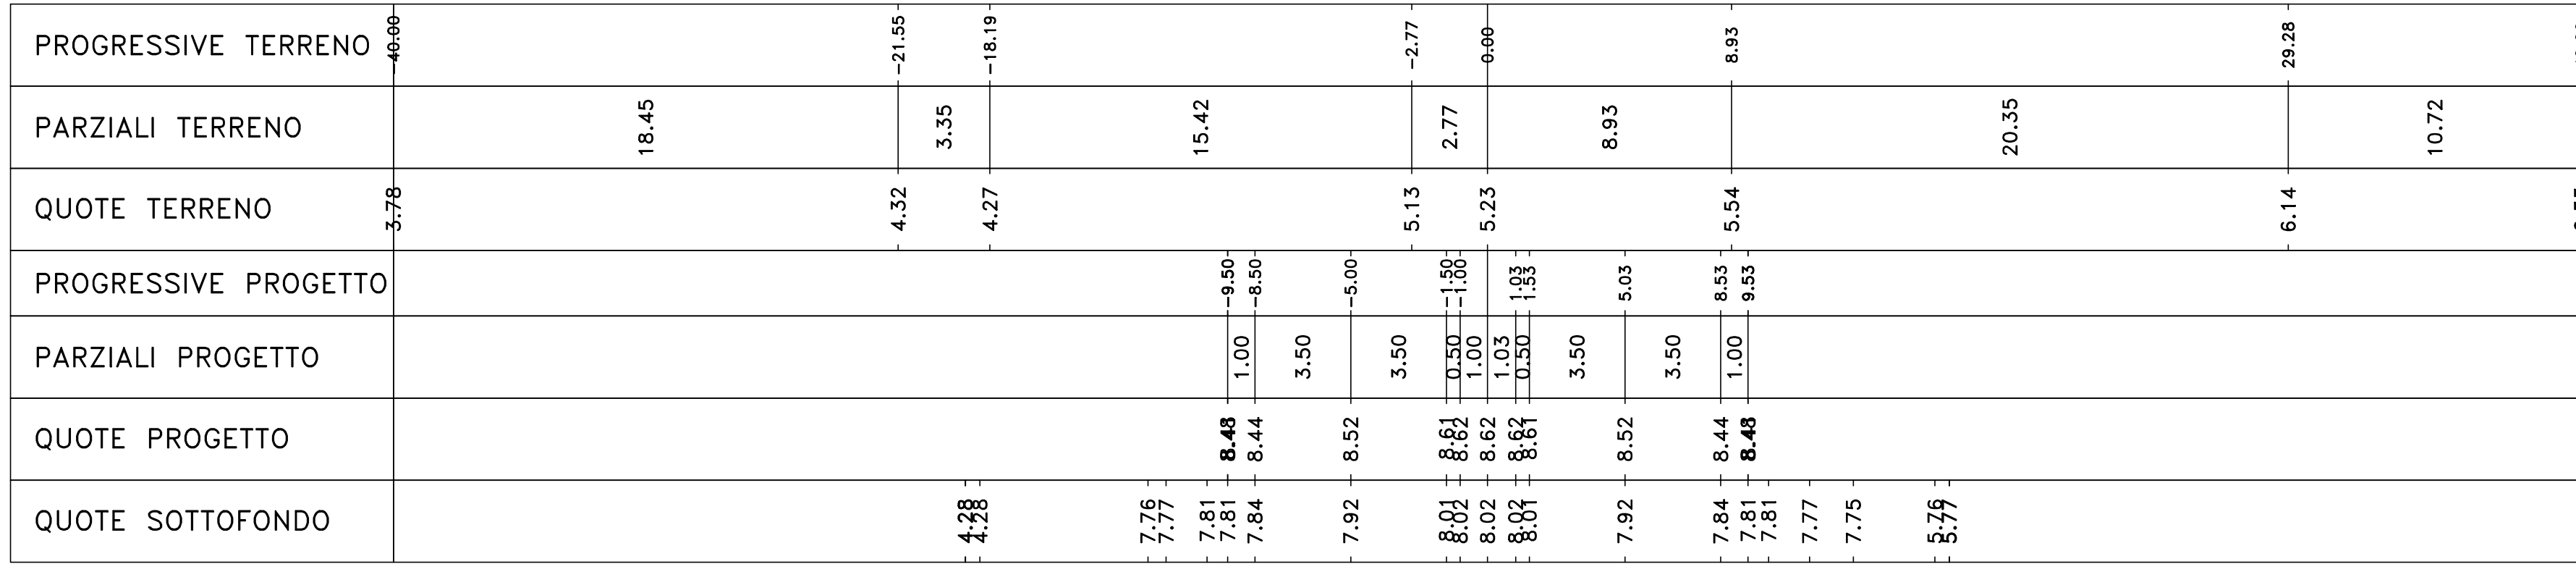 PROGRESSIVE TERRENO -40.00 -21.55 -18.19 -2.77 0.00 8.93 29.28
PARZIALI TERRENO 18.45 3.35 15.42 2.77 8.93 20.35 10.72
QUOTE TERRENO 3.78 4.32 4.27 5.13 5.23 5.54 6.14
PROGRESSIVE PROGETTO -9.50 -8.50 -5.00 -1.50 -1.00 1.03 1.53 5.03 8.53 9.53
PARZIALI PROGETTO 1.00 3.50 3.50 0.50 1.00 1.03 0.50 3.50 3.50 1.00
QUOTE PROGETTO 8.44 8.52 8.61 8.62 8.62 8.62 8.61 8.52 8.44
QUOTE SOTTOFONDO 4.28 4.28 7.76 7.77 7.81 7.81 7.84 7.92 8.01 8.02 8.02 8.02 8.01 7.92 7.84 7.81 7.81 7.77 7.75 5.76 5.77